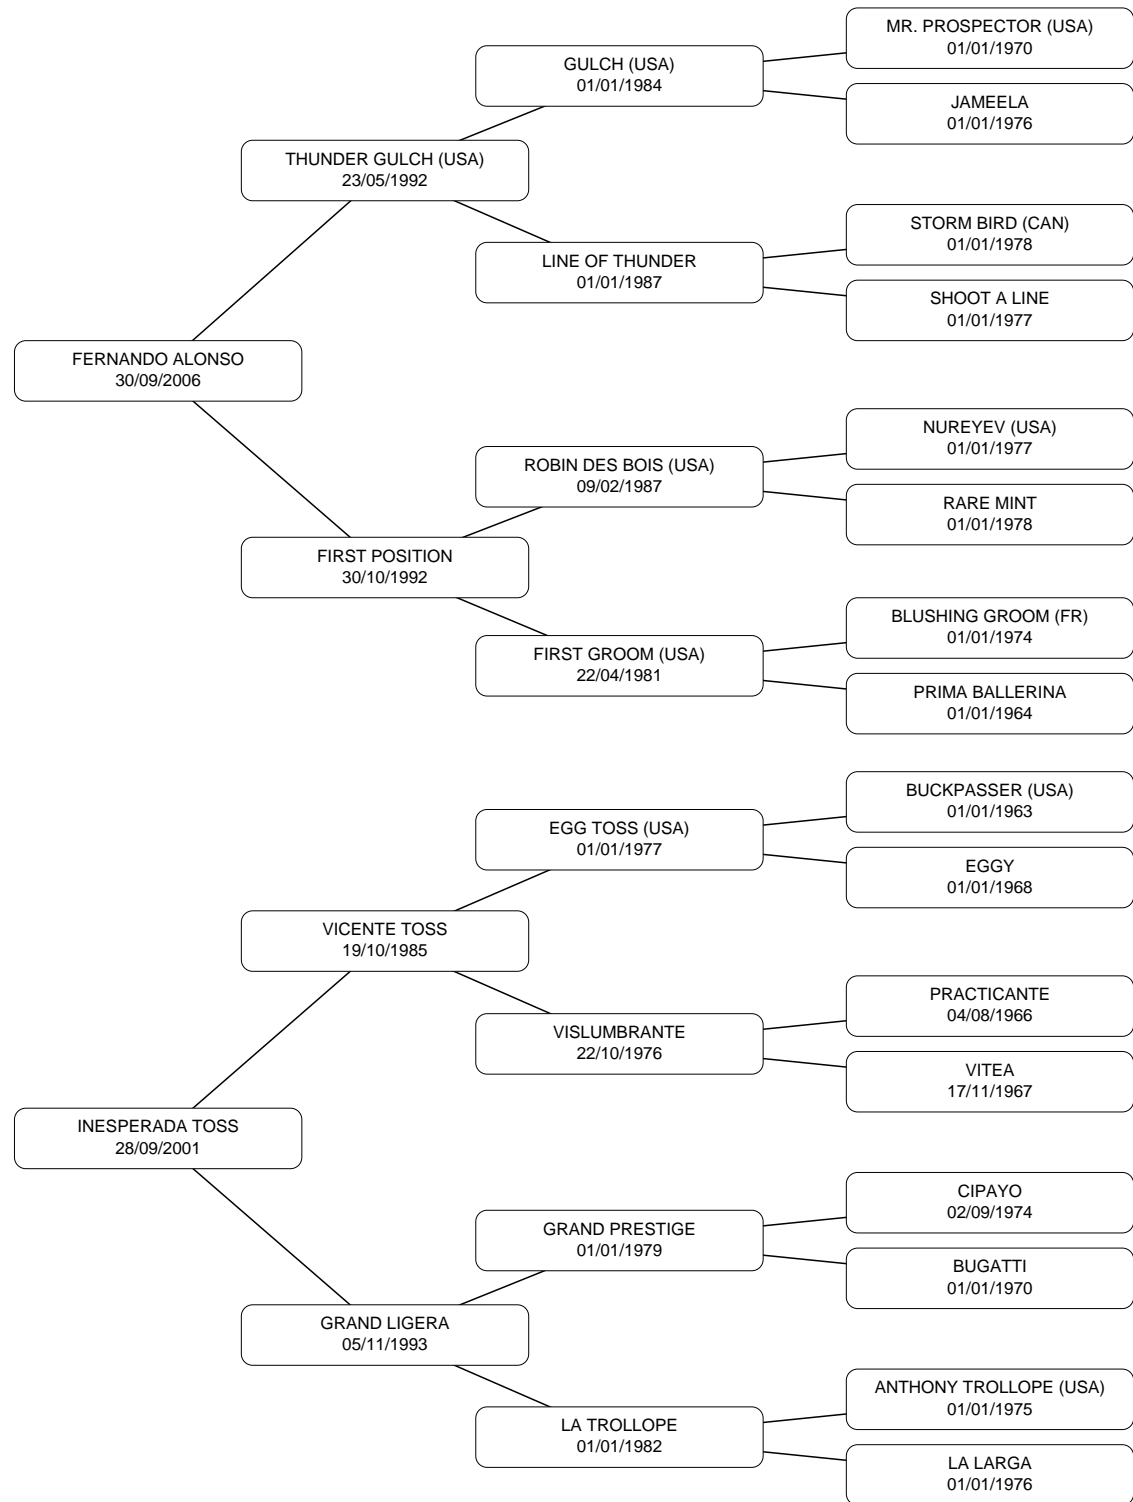 MR. PROSPECTOR (USA)
01/01/1970
GULCH (USA)
01/01/1984
JAMEELA
01/01/1976
THUNDER GULCH (USA)
23/05/1992
STORM BIRD (CAN)
01/01/1978
LINE OF THUNDER
01/01/1987
SHOOT A LINE
01/01/1977
FERNANDO ALONSO
30/09/2006
NUREYEV (USA)
01/01/1977
ROBIN DES BOIS (USA)
09/02/1987
RARE MINT
01/01/1978
FIRST POSITION
30/10/1992
BLUSHING GROOM (FR)
01/01/1974
FIRST GROOM (USA)
22/04/1981
PRIMA BALLERINA
01/01/1964
BUCKPASSER (USA)
01/01/1963
EGG TOSS (USA)
01/01/1977
EGGY
01/01/1968
VICENTE TOSS
19/10/1985
PRACTICANTE
04/08/1966
VISLUMBRANTE
22/10/1976
VITEA
17/11/1967
INESPERADA TOSS
28/09/2001
CIPAYO
02/09/1974
GRAND PRESTIGE
01/01/1979
BUGATTI
01/01/1970
GRAND LIGERA
05/11/1993
ANTHONY TROLLOPE (USA)
01/01/1975
LA TROLLOPE
01/01/1982
LA LARGA
01/01/1976